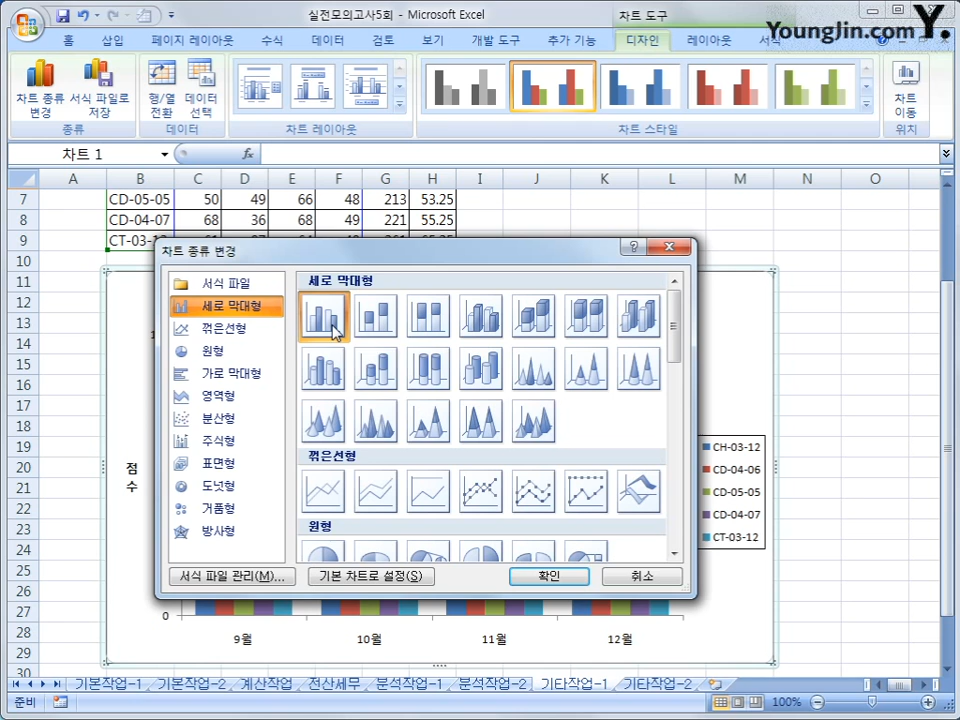 실전모의고사5회 - Microsoft Excel
차트 도구
YoungJin.com Y.
홈 삽입 페이지 레이아웃 수식 데이터 검토 보기 개발 도구 추가 기능 디자인 레이아웃 서식
차트 종류 변경
서식 파일로 저장
행/열 전환
데이터 선택
차트 이동
종류 데이터 차트 레이아웃 차트 스타일 위치
차트 1 fx
A B C D E F G H I J K L M N O
7 CD-05-05 50 49 66 48 213 53.25
8 CD-04-07 68 36 68 49 221 55.25
9
10
차트 종류 변경
서식 파일
세로 막대형
꺾은선형
원형
가로 막대형
영역형
분산형
주식형
표면형
도넛형
거품형
방사형
세로 막대형
꺾은선형
원형
서식 파일 관리(M)... 기본 차트로 설정(S) 확인 취소
11
12
13
14
15
16
17
18
19
20
21
22
23
24
25
26
27
28
29
30
점수
CH-03-12
CD-04-06
CD-05-05
CD-04-07
CT-03-12
0
9월 10월 11월 12월
기본작업-1 기본작업-2 계산작업 전산세무 분석작업-1 분석작업-2 기타작업-1 기타작업-2
준비 100%